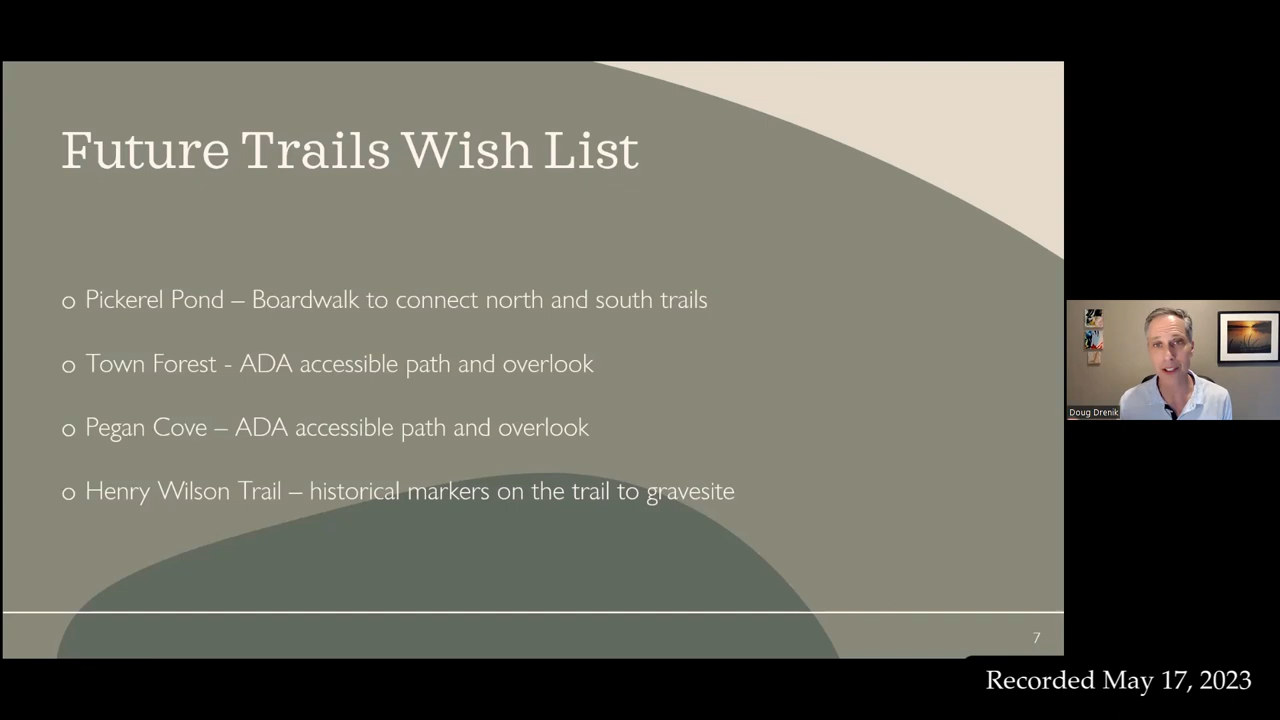 Future Trails Wish List
o Pickerel Pond – Boardwalk to connect north and south trails
o Town Forest - ADA accessible path and overlook
o Pegan Cove – ADA accessible path and overlook
o Henry Wilson Trail – historical markers on the trail to gravesite
7
Doug Drenik
Recorded May 17, 2023